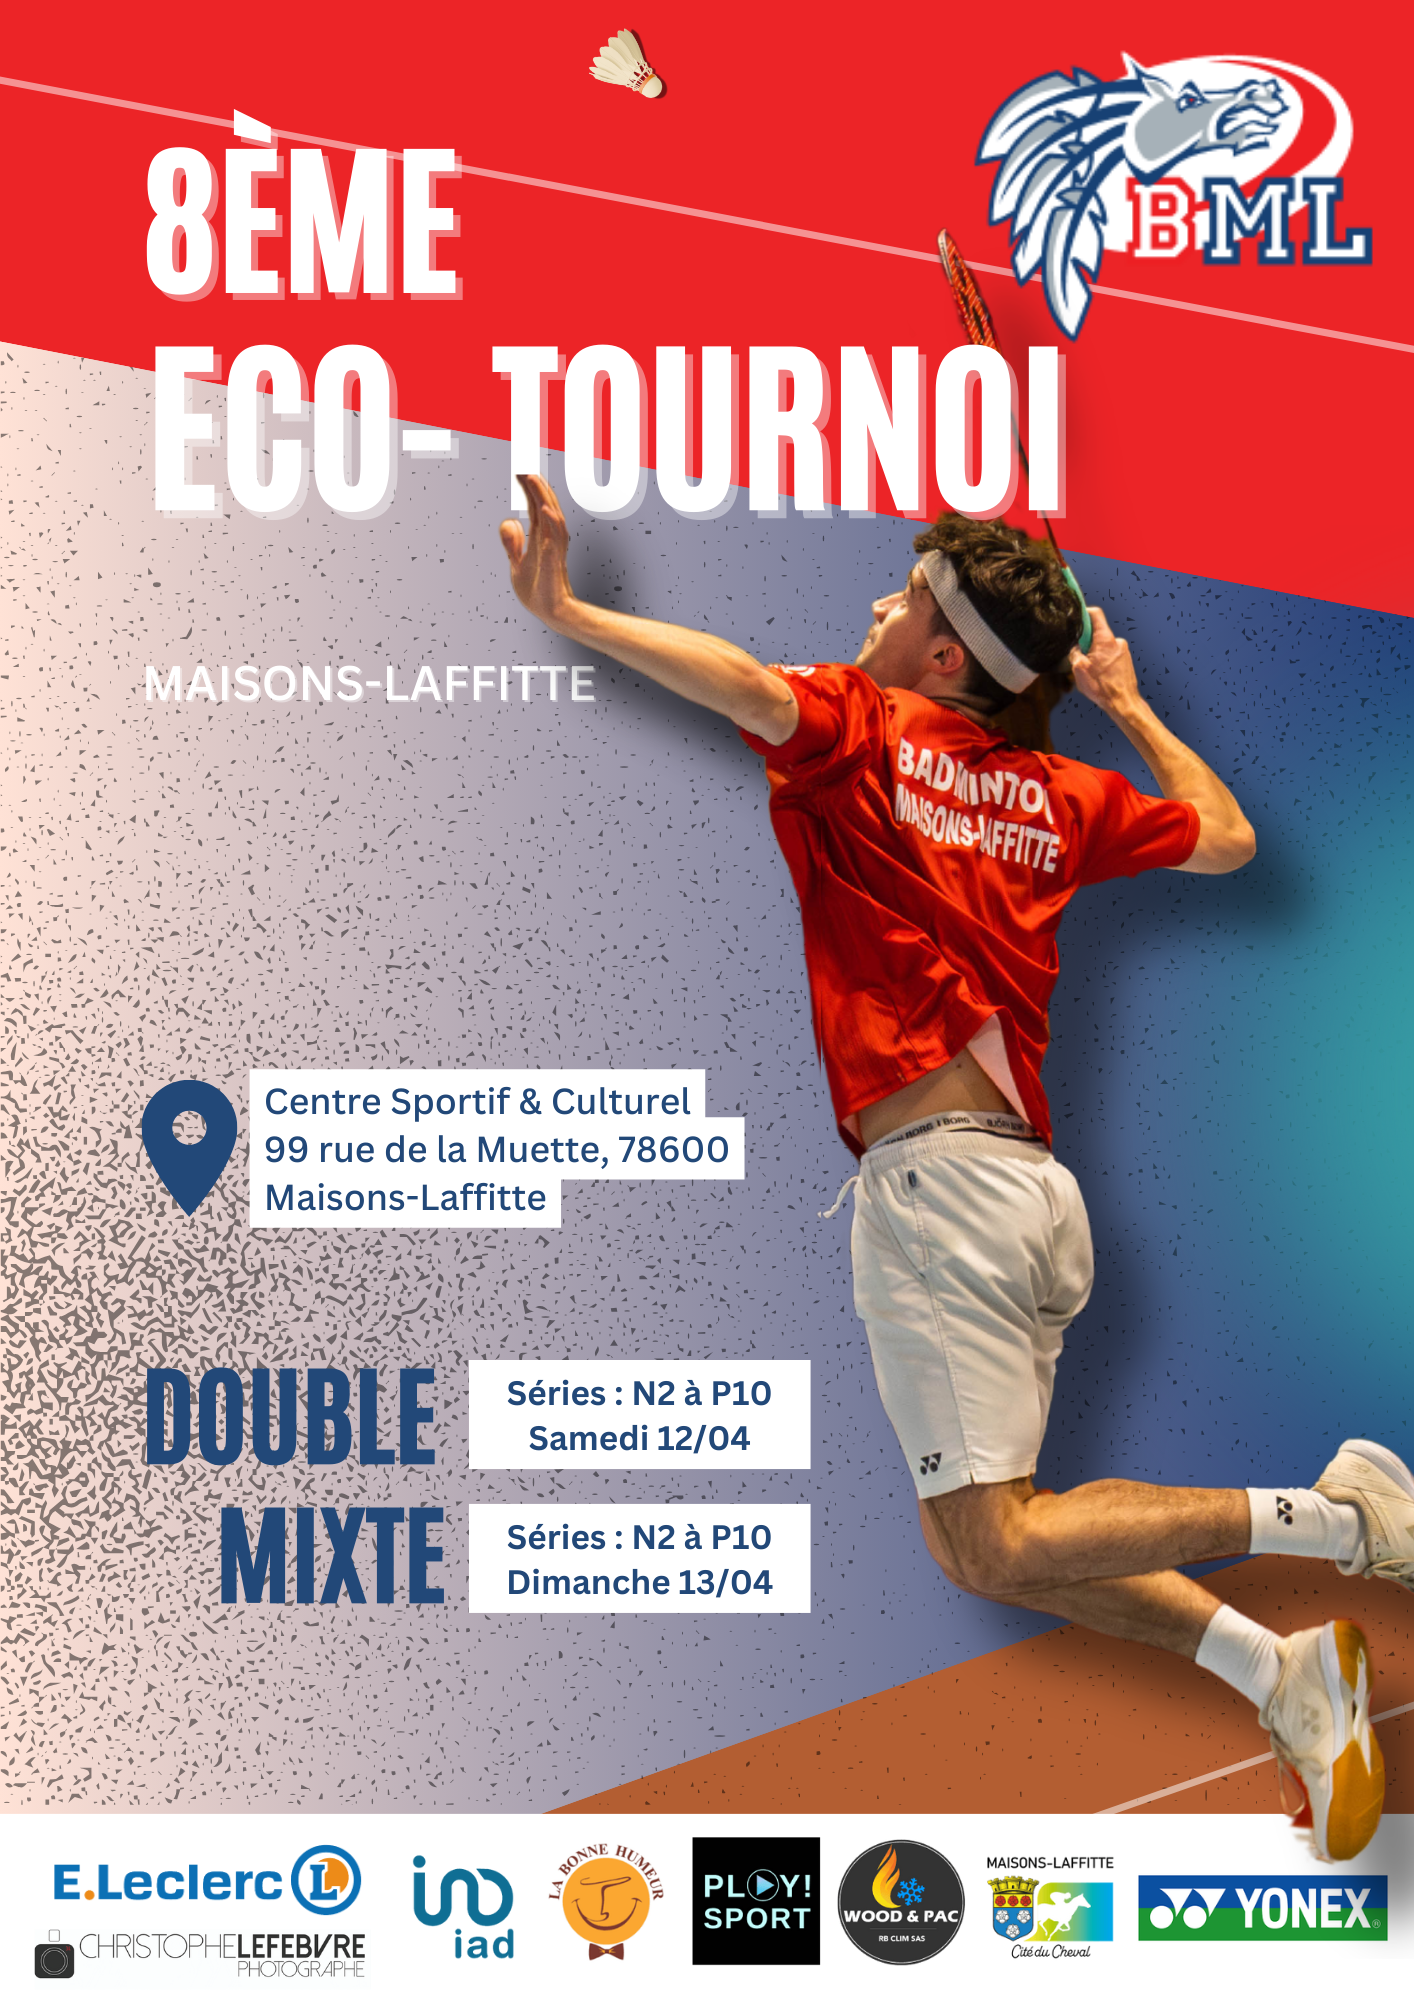 8ÈME
BML
ECO- TOURNOI
MAISONS-LAFFITTE
BADMINTO
MAISONS-LAFFITTE
Centre Sportif & Culturel
99 rue de la Muette, 78600
Maisons-Laffitte
BORG
DOUBLE
Séries : N2 à P10
Samedi 12/04
MIXTE
Séries : N2 à P10
Dimanche 13/04
E.Leclerc L
CHRISTOPHELEFEBVRE
PHOTOGRAPHE
iad
LA BONNE HUMEUR
PLAY!
SPORT
WOOD & PAC
RB CLIM SAS
MAISONS-LAFFITTE
Cité du Cheval
YONEX